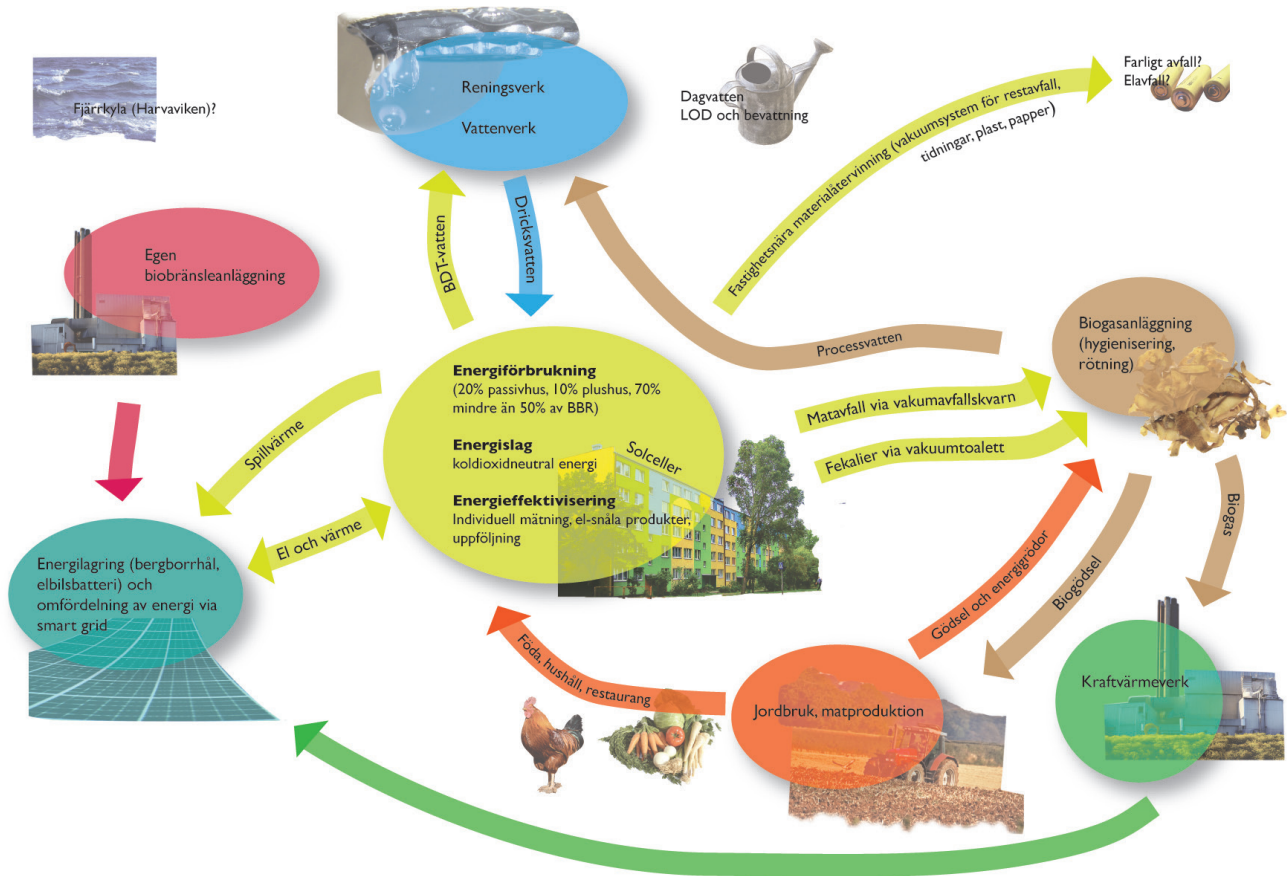 Fjärrkyla (Harvaviken)?
Reningsverk
Vattenverk
Dagvatten
LOD och bevattning
Farligt avfall?
Elavfall?
Fastighetsnära materialåtervinning (vakuumsystem för restavfall,
tidningar, plast, papper)
Egen
biobränsleanläggning
BDT-vatten
Dricksvatten
Processvatten
Biogasanläggning
(hygienisering,
rötning)
Energiförbrukning
(20% passivhus, 10% plushus, 70%
mindre än 50% av BBR)
Energislag
koldioxidneutral energi
Solceller
Energieffektivisering
Individuell mätning, el-snåla produkter,
uppföljning
Matavfall via vakumavfallskvarn
Fekalier via vakuumtoalett
Spillvärme
El och värme
Energilagring (bergborrhål,
elbilsbatteri) och
omfördelning av energi via
smart grid
Gödsel och energigrödor
Biogödsel
Biogas
Föda, hushåll, restaurang
Jordbruk, matproduktion
Kraftvärmeverk